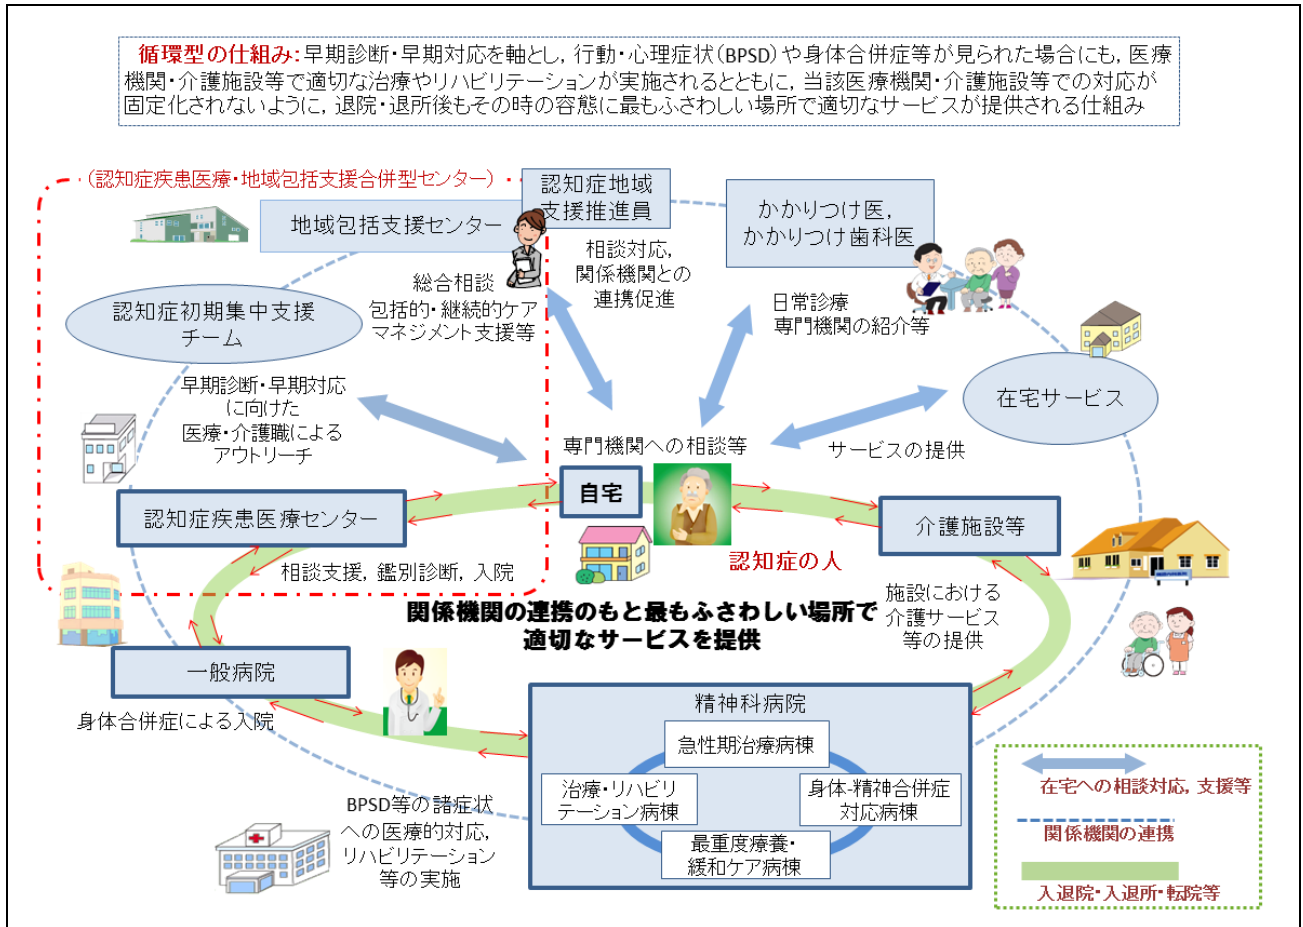 循環型の仕組み:早期診断・早期対応を軸とし,行動・心理症状(BPSD)や身体合併症等が見られた場合にも,医療
機関・介護施設等で適切な治療やリハビリテーションが実施されるとともに,当該医療機関・介護施設等での対応が
固定化されないように,退院・退所後もその時の容態に最もふさわしい場所で適切なサービスが提供される仕組み
(認知症疾患医療・地域包括支援合併型センター)
認知症地域
支援推進員
地域包括支援センター
かかりつけ医,
かかりつけ歯科医
相談対応,
関係機関との
連携促進
総合相談
包括的・継続的ケア
マネジメント支援等
日常診療
専門機関の紹介等
認知症初期集中支援
チーム
早期診断・早期対応
に向けた
医療・介護職による
アウトリーチ
在宅サービス
専門機関への相談等
サービスの提供
自宅
認知症疾患医療センター
介護施設等
認知症の人
相談支援,鑑別診断,入院
施設における
介護サービス
等の提供
関係機関の連携のもと最もふさわしい場所で
適切なサービスを提供
一般病院
身体合併症による入院
精神科病院
急性期治療病棟
治療・リハビリ
テーション病棟
身体-精神合併症
対応病棟
最重度療養・
緩和ケア病棟
BPSD等の諸症状
への医療的対応,
リハビリテーション
等の実施
在宅への相談対応,支援等
関係機関の連携
入退院・入退所・転院等